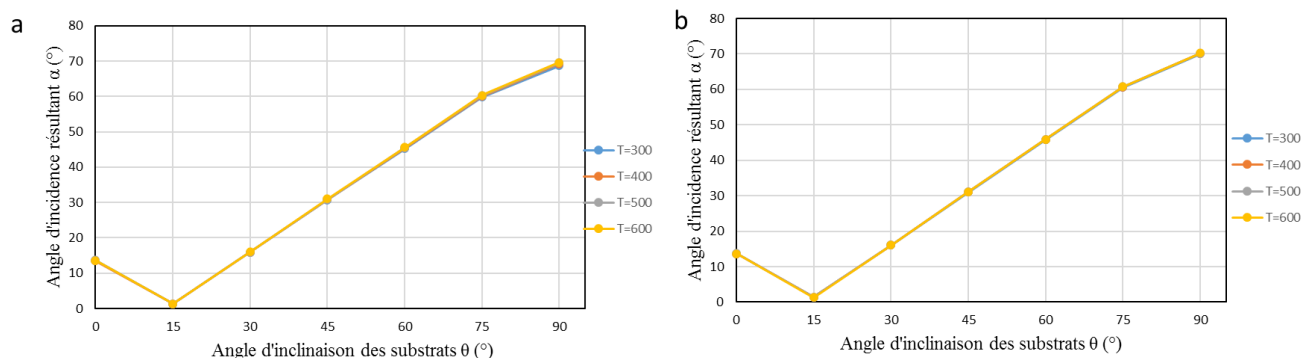 a
Angle d'incidence résultant α (°)
80
70
60
50
40
30
20
10
0
0 15 30 45 60 75 90
Angle d'inclinaison des substrats θ (°)
T=300
T=400
T=500
T=600
b
Angle d'incidence résultant α (°)
80
70
60
50
40
30
20
10
0
0 15 30 45 60 75 90
Angle d'inclinaison des substrats θ (°)
T=300
T=400
T=500
T=600